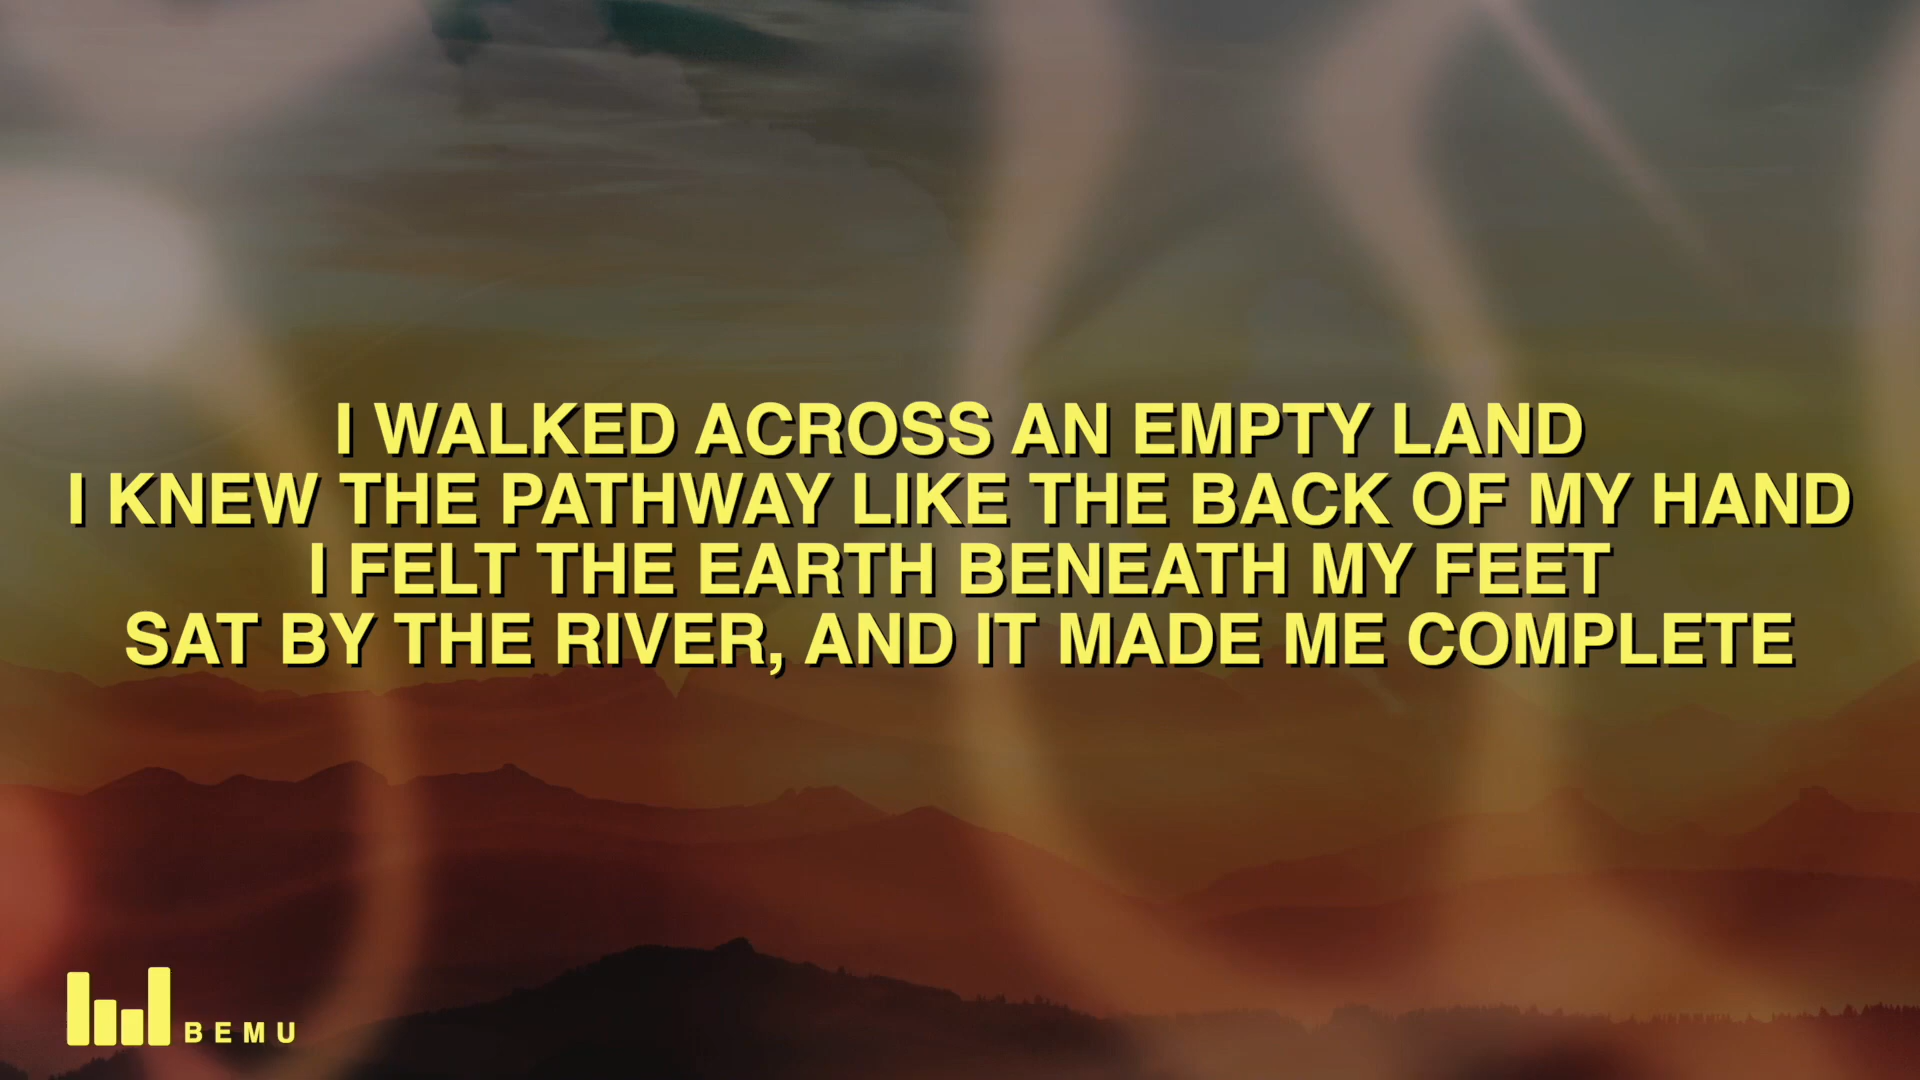 I WALKED ACROSS AN EMPTY LAND
I KNEW THE PATHWAY LIKE THE BACK OF MY HAND
I FELT THE EARTH BENEATH MY FEET
SAT BY THE RIVER, AND IT MADE ME COMPLETE
BEMU